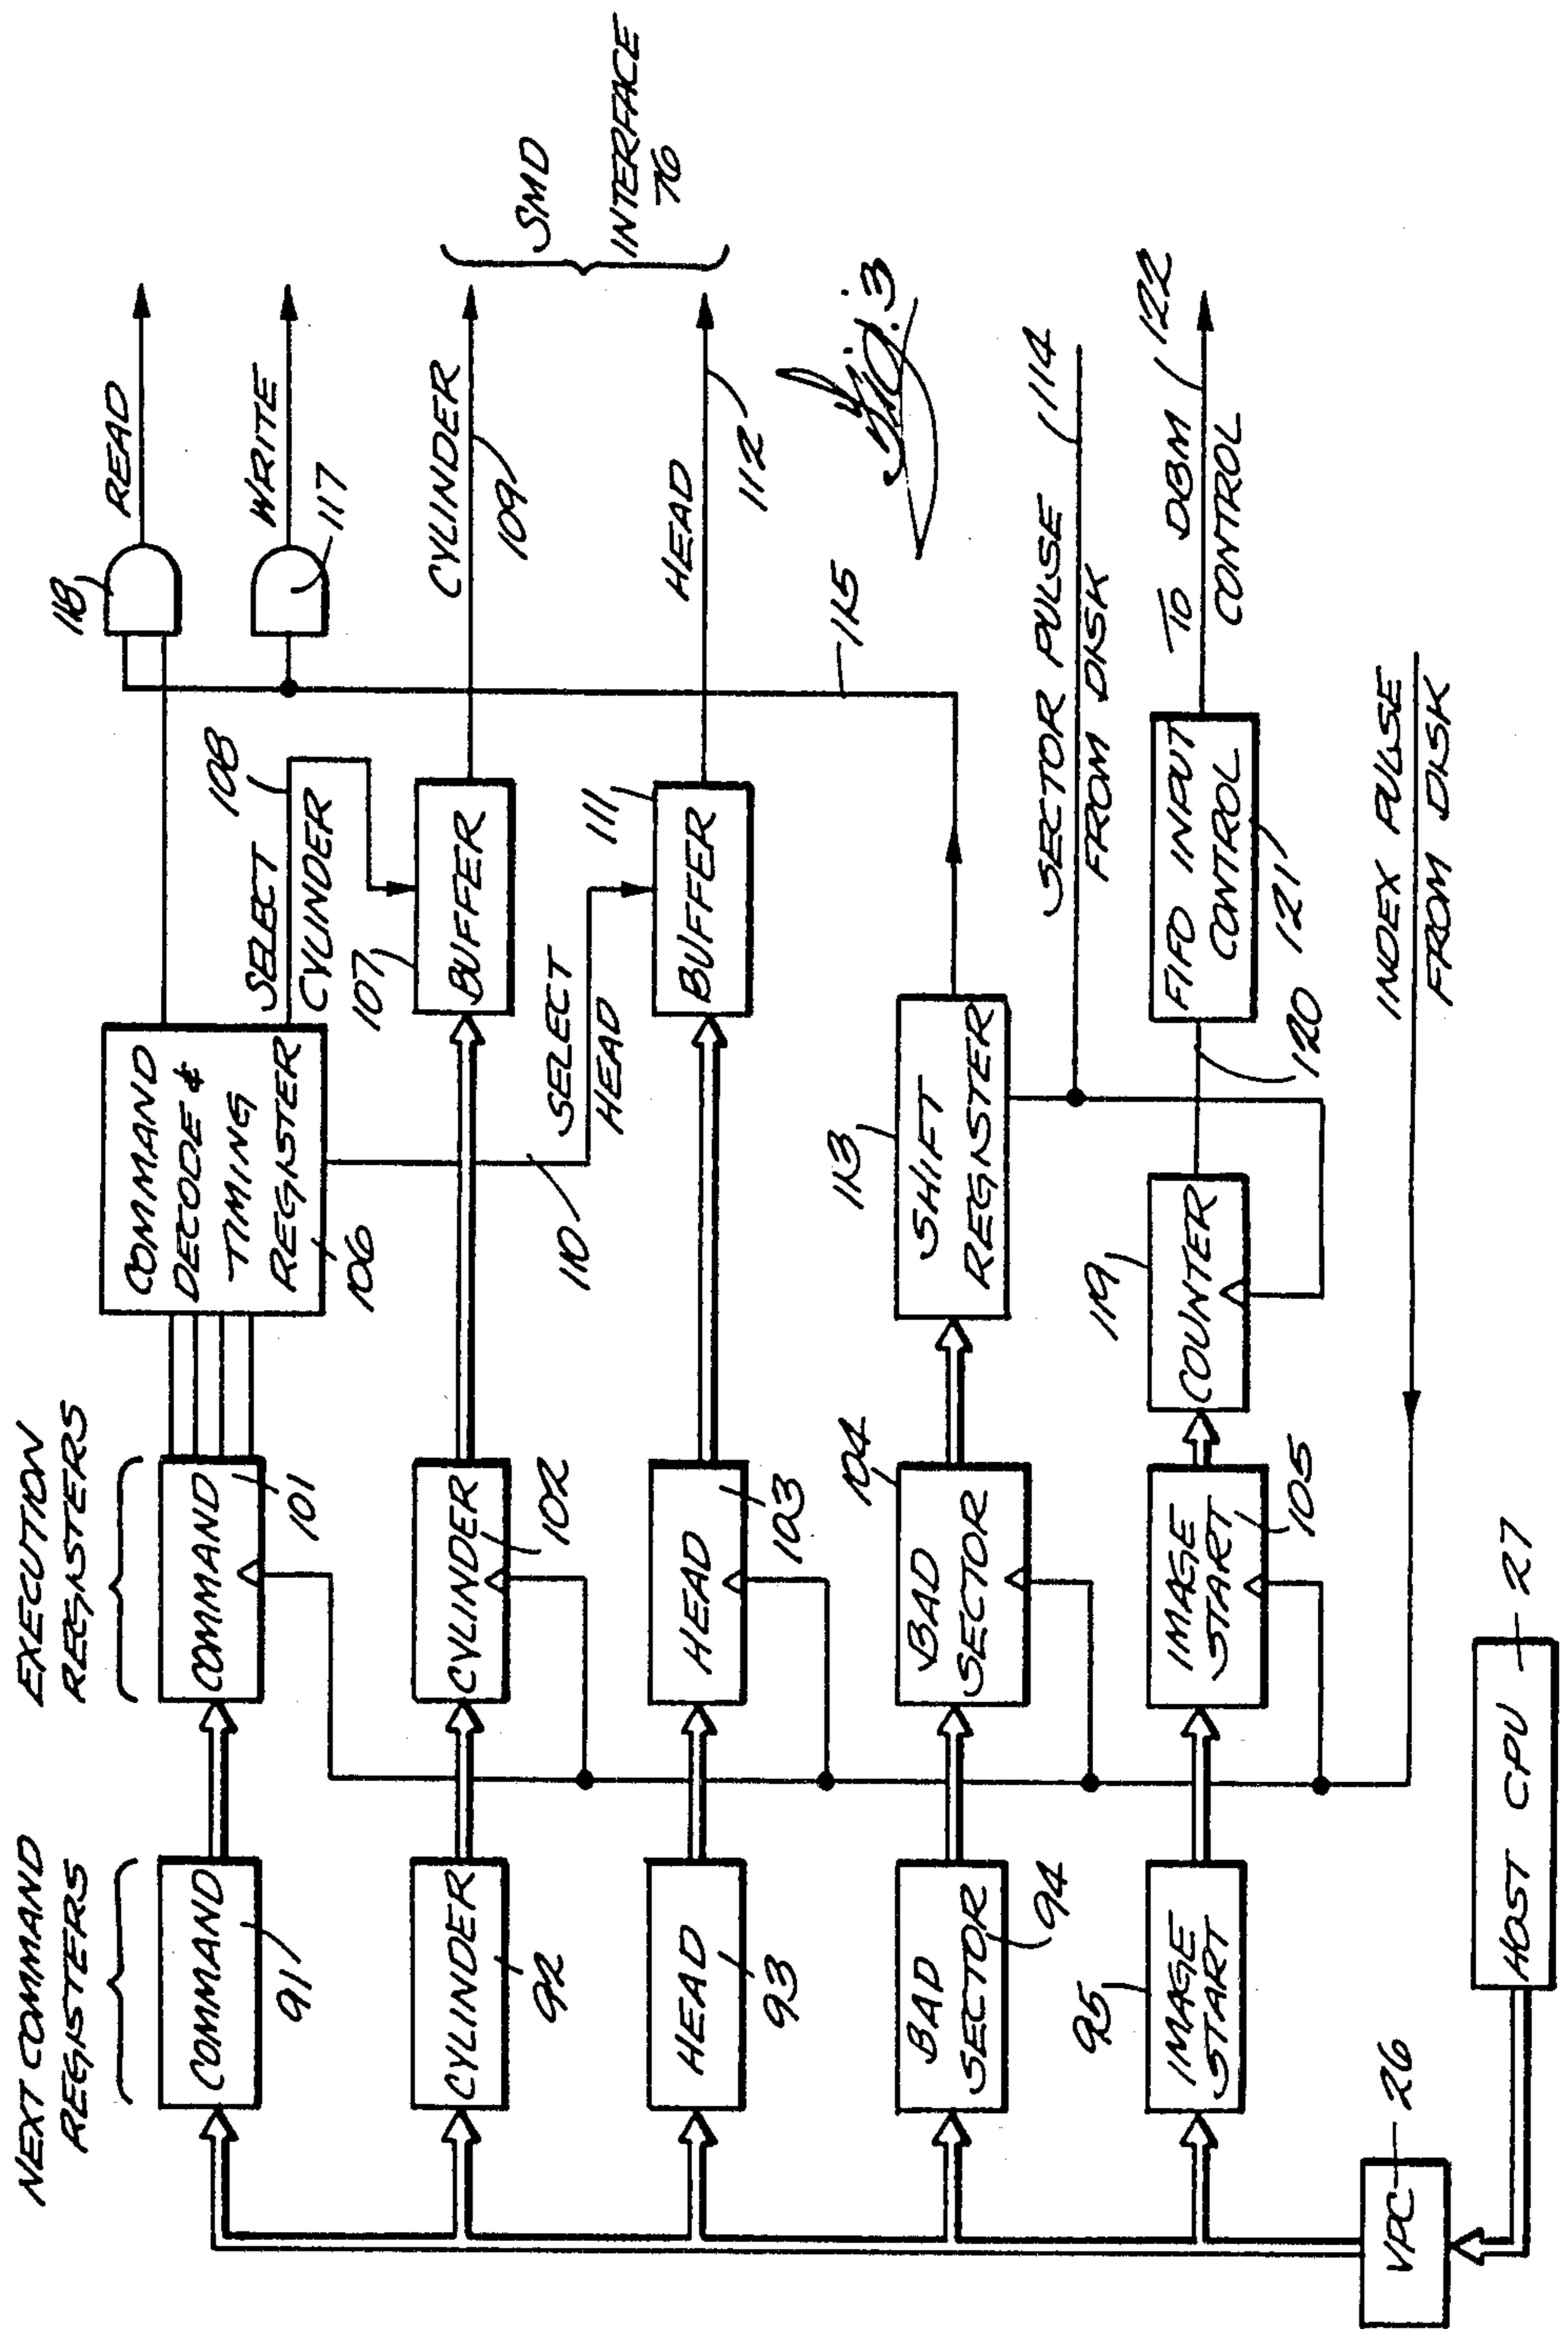 NEXT COMMAND
REGISTERS
EXECUTION
REGISTERS
COMMAND
91
COMMAND
101
COMMAND
DECODE &
TIMING
REGISTER
106
118
READ
WRITE
117
SELECT
CYLINDER
108
CYLINDER
92
CYLINDER
102
107
BUFFER
CYLINDER
109
SMD
INTERFACE
76
110
SELECT
HEAD
HEAD
93
HEAD
103
111
BUFFER
HEAD
112
115
Fig. 3
BAD
SECTOR
94
104
BAD
SECTOR
113
SHIFT
REGISTER
SECTOR PULSE
FROM DISK
114
95
IMAGE
START
IMAGE
START
105
119
COUNTER
120
FIFO INPUT
CONTROL
121
TO DBM
CONTROL
122
INDEX PULSE
FROM DISK
VPC
26
HOST CPU
27